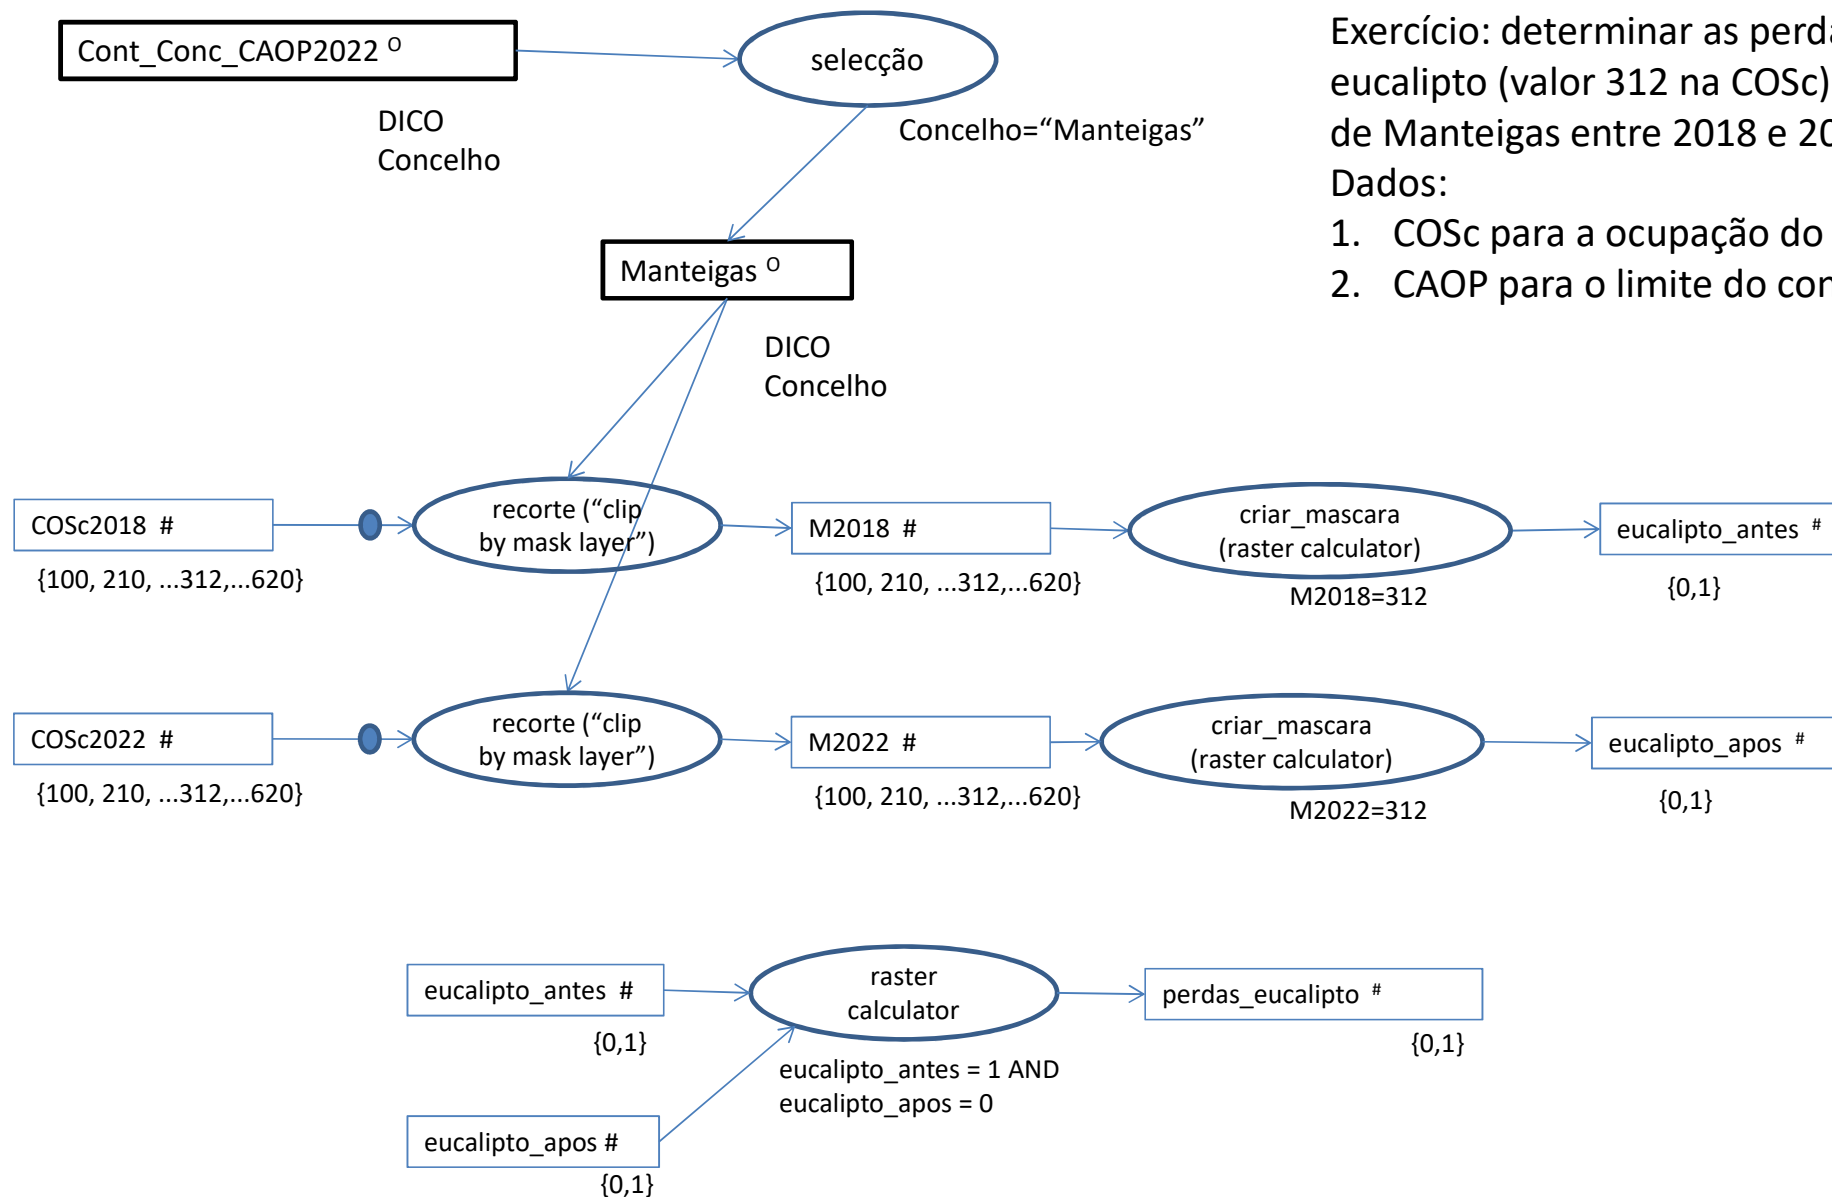 Cont_Conc_CAOP2022 O
selecção
DICO
Concelho
Concelho=“Manteigas”
Exercício: determinar as
eucalipto (valor 312 na COSc)
de Manteigas entre 2018 e
Dados:
1. COSc para a ocupação do
2. CAOP para o limite do
Manteigas O
DICO
Concelho
COSc2018 #
{100, 210, ...312,...620}
recorte (“clip
by mask layer”)
M2018 #
{100, 210, ...312,...620}
criar_mascara
(raster calculator)
M2018=312
eucalipto_antes #
{0,1}
COSc2022 #
{100, 210, ...312,...620}
recorte (“clip
by mask layer”)
M2022 #
{100, 210, ...312,...620}
criar_mascara
(raster calculator)
M2022=312
eucalipto_apos #
{0,1}
eucalipto_antes #
{0,1}
raster
calculator
eucalipto_antes = 1 AND
eucalipto_apos = 0
perdas_eucalipto #
{0,1}
eucalipto_apos #
{0,1}